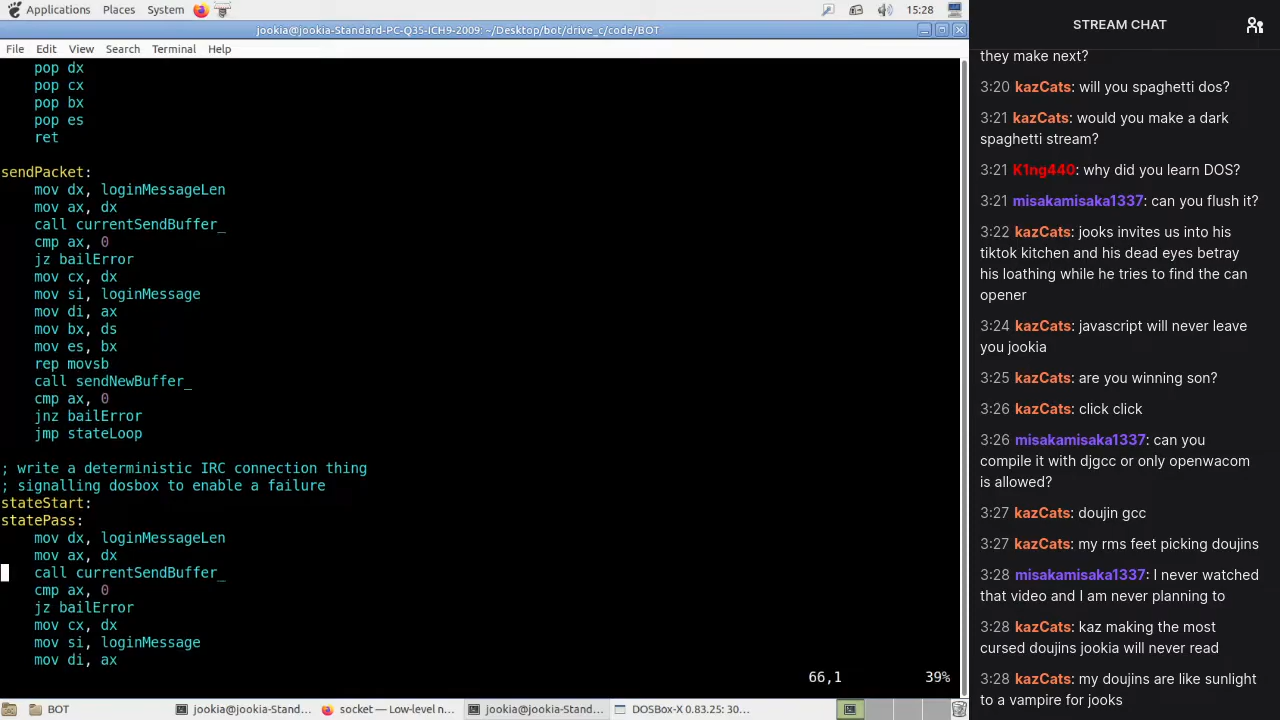 Applications Places System 15:28
jookia@jookia-Standard-PC-Q35-ICH9-2009: ~/Desktop/bot/drive_c/code/BOT
File Edit View Search Terminal Help
pop dx
pop cx
pop bx
pop es
ret
sendPacket:
mov dx, loginMessageLen
mov ax, dx
call currentSendBuffer_
cmp ax, 0
jz bailError
mov cx, dx
mov si, loginMessage
mov di, ax
mov bx, ds
mov es, bx
rep movsb
call sendNewBuffer_
cmp ax, 0
jnz bailError
jmp stateLoop
; write a deterministic IRC connection thing
; signalling dosbox to enable a failure
stateStart:
statePass:
mov dx, loginMessageLen
mov ax, dx
call currentSendBuffer_
cmp ax, 0
jz bailError
mov cx, dx
mov si, loginMessage
mov di, ax
66,1 39%
BOT jookia@jookia-Stand... socket — Low-level n... jookia@jookia-Stand... DOSBox-X 0.83.25: 30...
STREAM CHAT
they make next?
3:20 kazCats: will you spaghetti dos?
3:21 kazCats: would you make a dark
spaghetti stream?
3:21 K1ng440: why did you learn DOS?
3:21 misakamisaka1337: can you flush it?
3:22 kazCats: jooks invites us into his
tiktok kitchen and his dead eyes betray
his loathing while he tries to find the can
opener
3:24 kazCats: javascript will never leave
you jookia
3:25 kazCats: are you winning son?
3:26 kazCats: click click
3:26 misakamisaka1337: can you
compile it with djgcc or only openwacom
is allowed?
3:27 kazCats: doujin gcc
3:27 kazCats: my rms feet picking doujins
3:28 misakamisaka1337: I never watched
that video and I am never planning to
3:28 kazCats: kaz making the most
cursed doujins jookia will never read
3:28 kazCats: my doujins are like sunlight
to a vampire for jooks